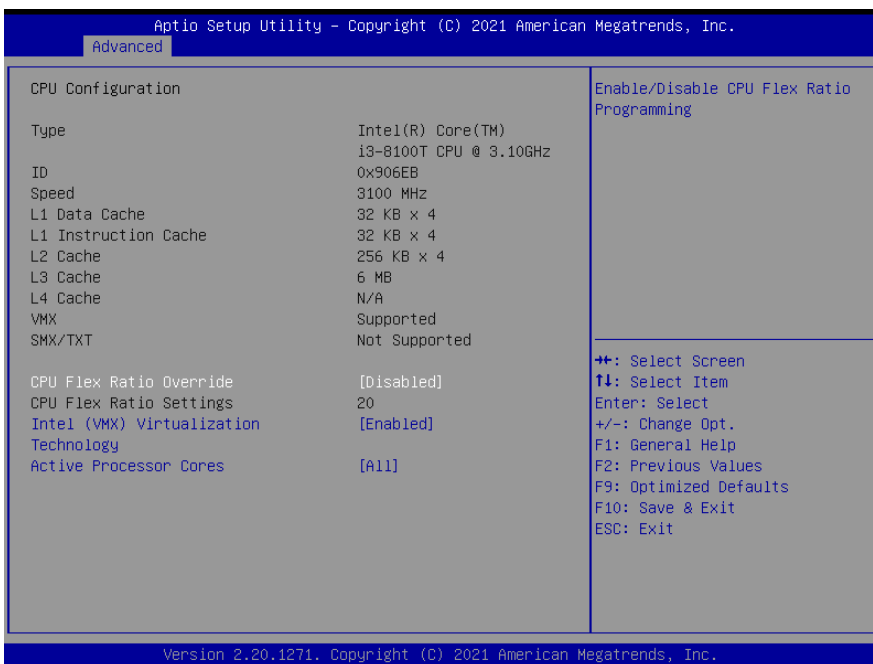 Aptio Setup Utility – Copyright (C) 2021 American Megatrends, Inc.
Advanced
CPU Configuration
Type Intel(R) Core(TM)
i3-8100T CPU @ 3.10GHz
ID 0x906EB
Speed 3100 MHz
L1 Data Cache 32 KB x 4
L1 Instruction Cache 32 KB x 4
L2 Cache 256 KB x 4
L3 Cache 6 MB
L4 Cache N/A
VMX Supported
SMX/TXT Not Supported
CPU Flex Ratio Override [Disabled]
CPU Flex Ratio Settings 20
Intel (VMX) Virtualization [Enabled]
Technology
Active Processor Cores [All]
Enable/Disable CPU Flex Ratio
Programming
→←: Select Screen
↑↓: Select Item
Enter: Select
+/-: Change Opt.
F1: General Help
F2: Previous Values
F9: Optimized Defaults
F10: Save & Exit
ESC: Exit
Version 2.20.1271. Copyright (C) 2021 American Megatrends, Inc.